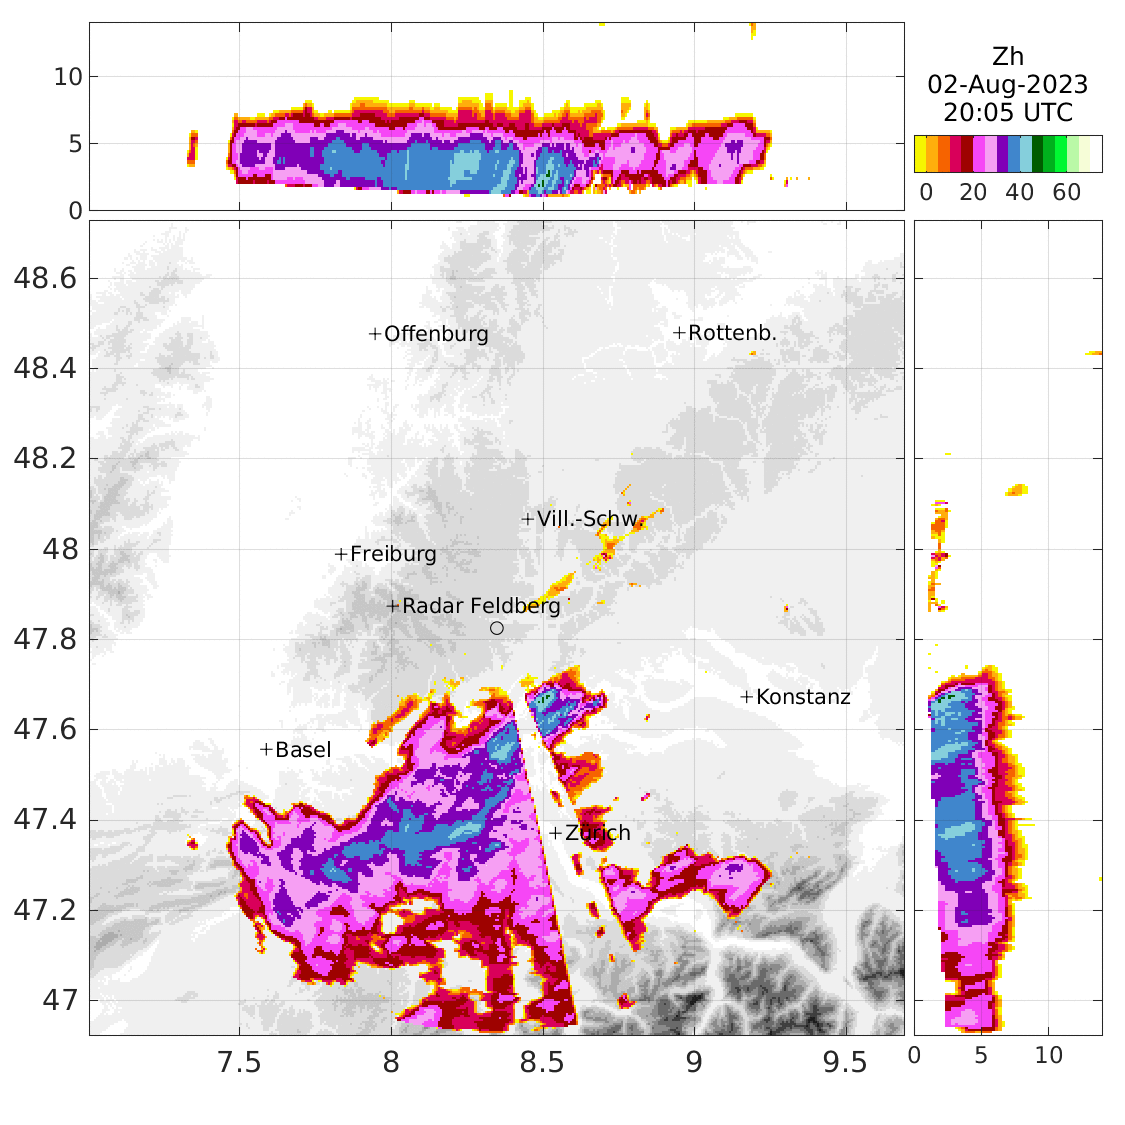 10
5
0
Zh
02-Aug-2023
20:05 UTC
0 20 40 60
48.6
48.4
48.2
48
47.8
47.6
47.4
47.2
47
+Offenburg
+Rottenb.
+Vill.-Schw.
+Freiburg
+Radar Feldberg
+Konstanz
+Basel
+Zürich
7.5 8 8.5 9 9.5
0 5 10